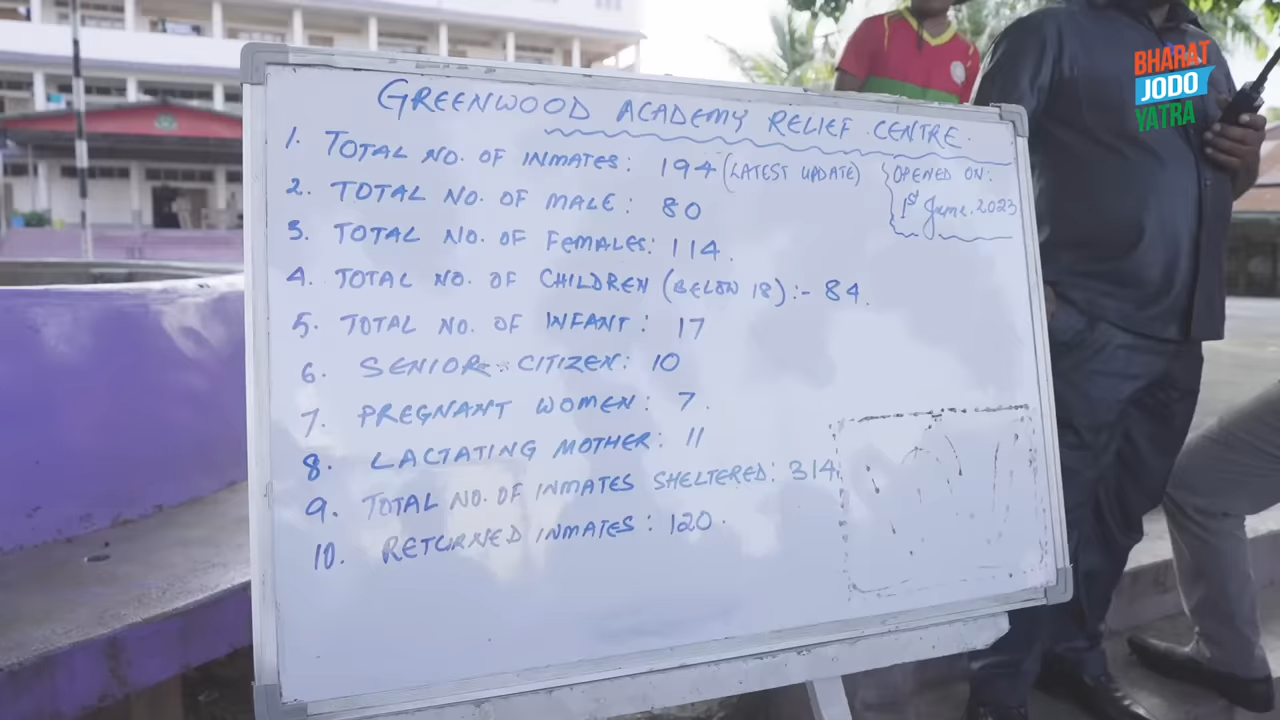 GREENWOOD ACADEMY RELIEF CENTRE.
1. TOTAL NO. OF INMATES: 194 (LATEST UPDATE)
OPENED ON:
1st June. 2023
2. TOTAL NO. OF MALE: 80
3. TOTAL NO. OF FEMALES: 114.
4. TOTAL NO. OF CHILDREN (BELOW 18):- 84.
5. TOTAL NO. OF INFANT: 17
6. SENIOR CITIZEN: 10
7. PREGNANT WOMEN: 7.
8. LACTATING MOTHER: 11
9. TOTAL NO. OF INMATES SHELTERED: 314.
10. RETURNED INMATES: 120.
BHARAT
JODO
YATRA